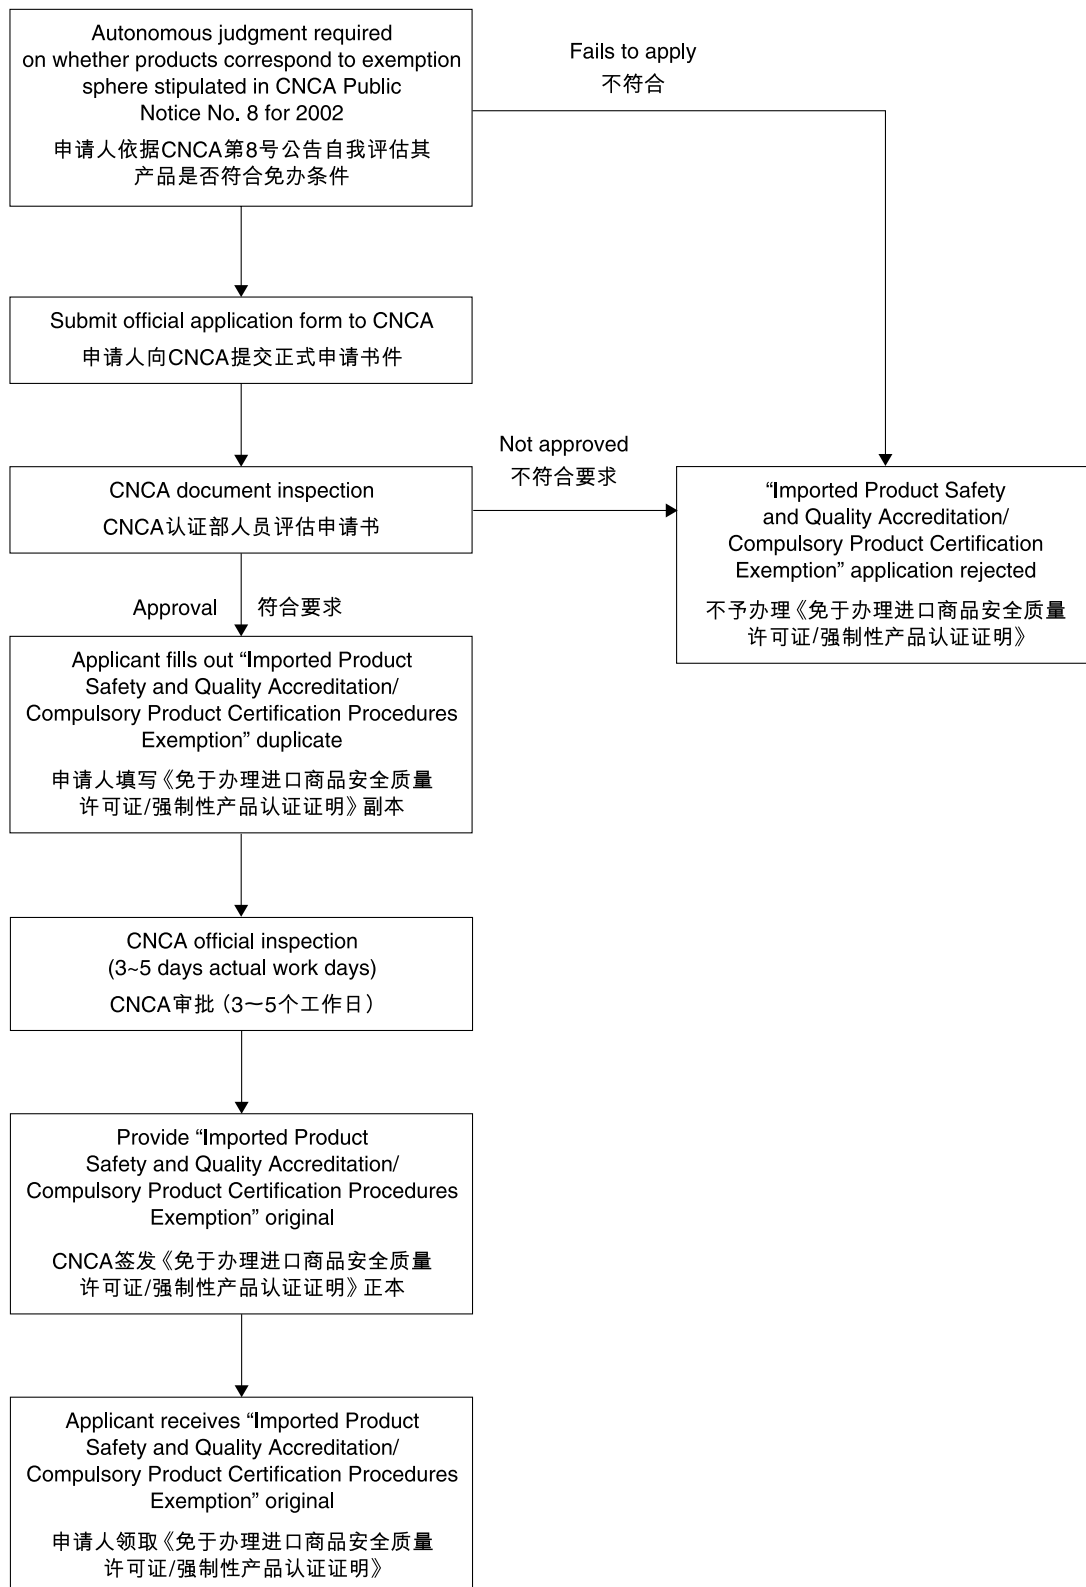 Autonomous judgment required
on whether products correspond to exemption
sphere stipulated in CNCA Public
Notice No. 8 for 2002
申请人依据CNCA第8号公告自我评估其
产品是否符合免办条件
Fails to apply
不符合
Submit official application form to CNCA
申请人向CNCA提交正式申请书件
CNCA document inspection
CNCA认证部人员评估申请书
Not approved
不符合要求
“Imported Product Safety
and Quality Accreditation/
Compulsory Product Certification
Exemption” application rejected
不予办理《免于办理进口商品安全质量
许可证/强制性产品认证证明》
Approval 符合要求
Applicant fills out “Imported Product
Safety and Quality Accreditation/
Compulsory Product Certification Procedures
Exemption” duplicate
申请人填写《免于办理进口商品安全质量
许可证/强制性产品认证证明》副本
CNCA official inspection
(3~5 days actual work days)
CNCA审批（3～5个工作日）
Provide “Imported Product
Safety and Quality Accreditation/
Compulsory Product Certification Procedures
Exemption” original
CNCA签发《免于办理进口商品安全质量
许可证/强制性产品认证证明》正本
Applicant receives “Imported Product
Safety and Quality Accreditation/
Compulsory Product Certification Procedures
Exemption” original
申请人领取《免于办理进口商品安全质量
许可证/强制性产品认证证明》